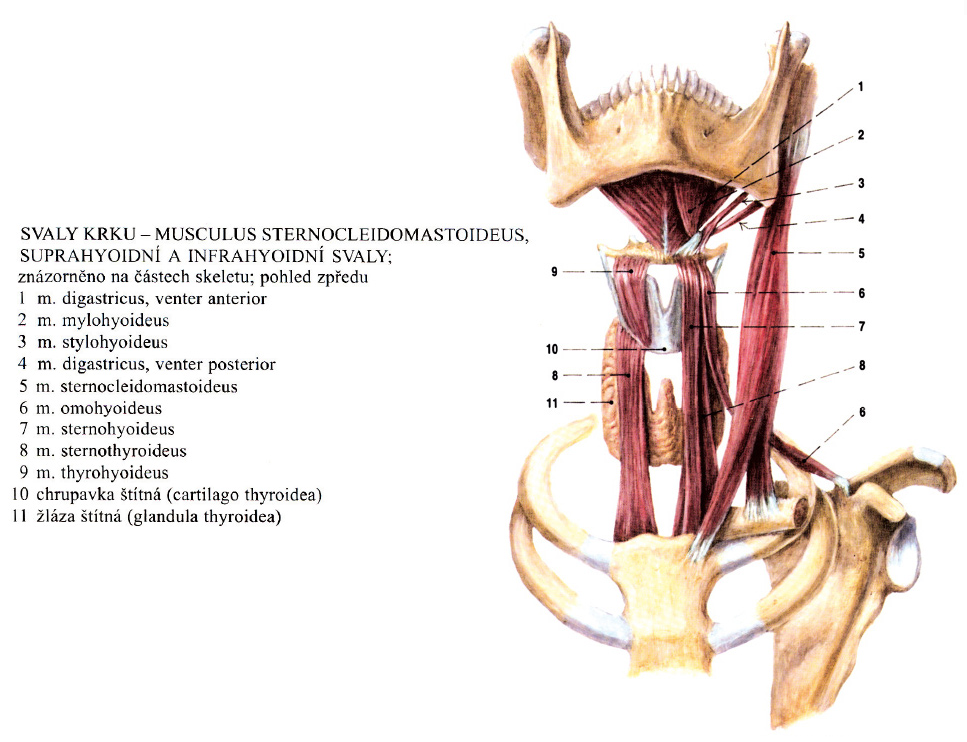 SVALY KRKU – MUSCULUS STERNOCLEIDOMASTOIDEUS,
SUPRAHYOIDNÍ A INFRAHYOIDNÍ SVALY;
znázorněno na částech skeletu; pohled zpředu
1 m. digastricus, venter anterior
2 m. mylohyoideus
3 m. stylohyoideus
4 m. digastricus, venter posterior
5 m. sternocleidomastoideus
6 m. omohyoideus
7 m. sternohyoideus
8 m. sternothyroideus
9 m. thyrohyoideus
10 chrupavka štítná (cartilago thyroidea)
11 žláza štítná (glandula thyroidea)
1
2
3
4
5
9
6
7
10
8
8
11
6